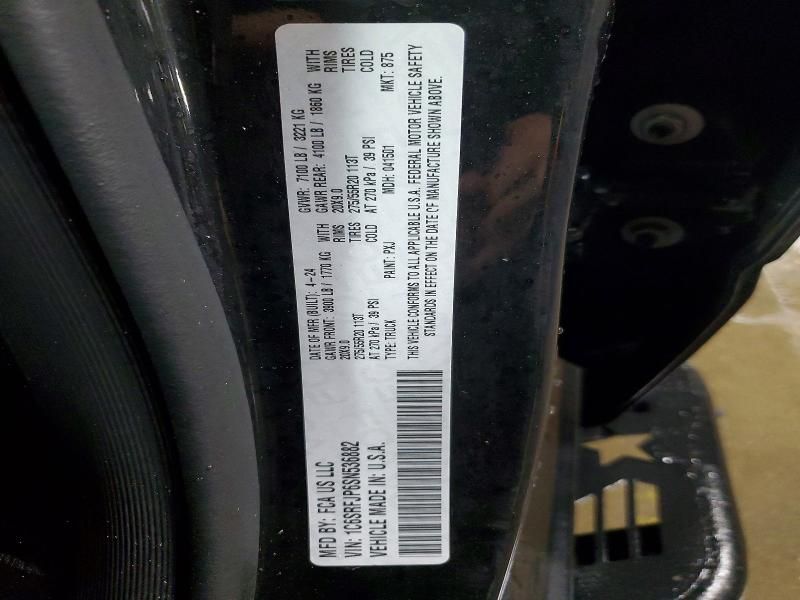 MFD BY: FCA US LLC
DATE OF MFR (BUILT): 4-24 GVWR: 7100 LB / 3221 KG
GAWR FRONT: 3900 LB / 1770 KG WITH GAWR REAR: 4100 LB / 1860 KG WITH
20X9.0 RIMS 20X9.0 RIMS
275/55R20 113T TIRES 275/55R20 113T TIRES
AT 270 kPa / 39 PSI COLD AT 270 kPa / 39 PSI COLD
VIN: 1C6SRFJP6SN536882 TYPE: TRUCK PAINT: PXJ MDH: 041501 MKT: 875
VEHICLE MADE IN: U.S.A.
THIS VEHICLE CONFORMS TO ALL APPLICABLE U.S.A. FEDERAL MOTOR VEHICLE SAFETY
STANDARDS IN EFFECT ON THE DATE OF MANUFACTURE SHOWN ABOVE.